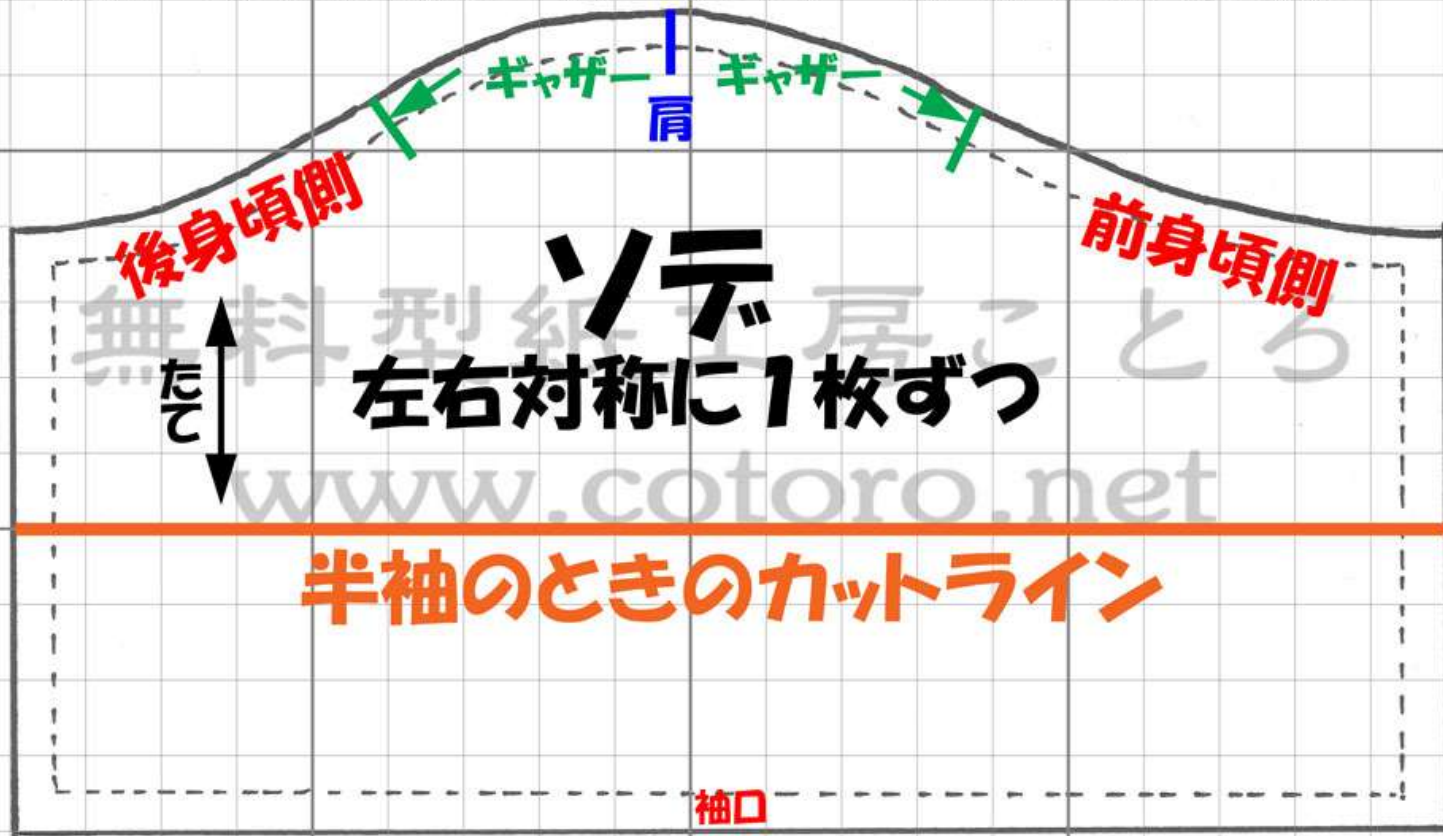 ギャザー ギャザー
肩
後身頃側
前身頃側
ソデ
無料型紙工房ことろ
たて
左右対称に1枚ずつ
www.cotoro.net
半袖のときのカットライン
袖口